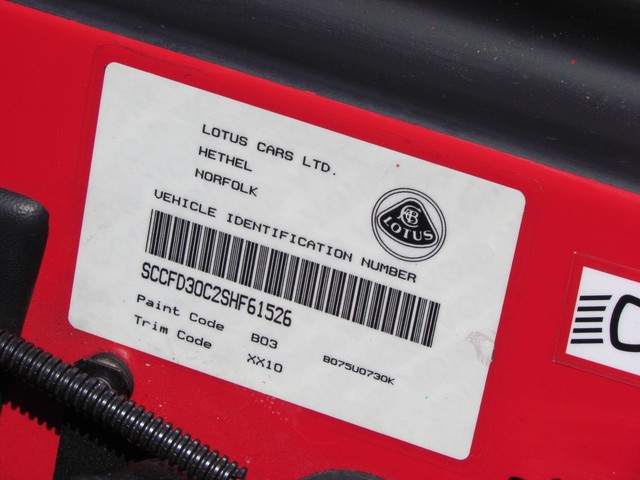 LOTUS CARS LTD.
HETHEL
NORFOLK
LOTUS
VEHICLE IDENTIFICATION NUMBER
SCCFD30C2SHF61526
Paint Code B03
Trim Code XX10
B075U0730K